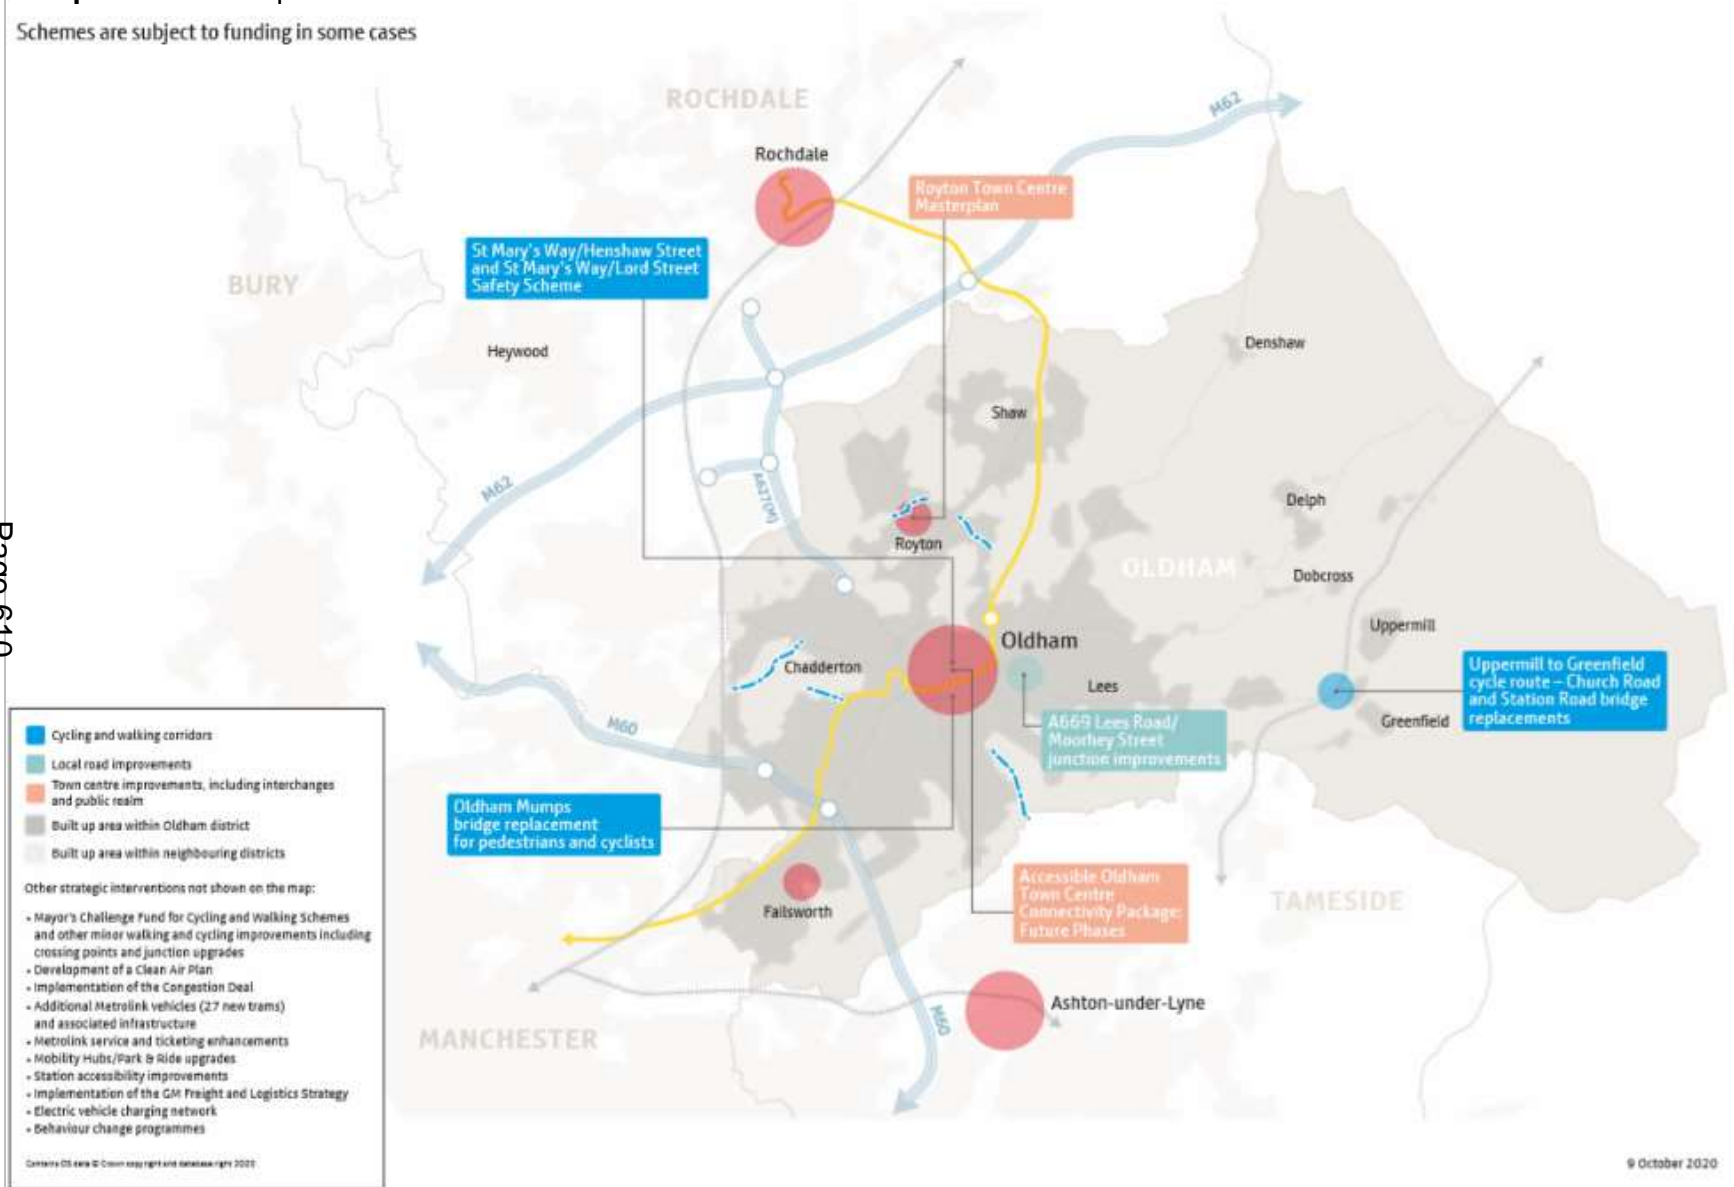 Schemes are subject to funding in some cases
ROCHDALE
M62
Rochdale
Royton Town Centre
Masterplan
St Mary's Way/Henshaw Street
and St Mary's Way/Lord Street
Safety Scheme
BURY
Heywood
Denshaw
Shaw
M62
A627(M)
Delph
Royton
OLDHAM
Dobcross
Uppermill
Oldham
Chadderton
Lees
Uppermill to Greenfield
cycle route – Church Road
and Station Road bridge
replacements
Greenfield
A669 Lees Road/
Moorhey Street
junction improvements
M60
Oldham Mumps
bridge replacement
for pedestrians and cyclists
Accessible Oldham
Town Centre
Connectivity Package:
Future Phases
Failsworth
TAMESIDE
Ashton-under-Lyne
M60
MANCHESTER
Cycling and walking corridors
Local road improvements
Town centre improvements, including interchanges
and public realm
Built up area within Oldham district
Built up area within neighbouring districts
Other strategic interventions not shown on the map:
• Mayor's Challenge Fund for Cycling and Walking Schemes
and other minor walking and cycling improvements including
crossing points and junction upgrades
• Development of a Clean Air Plan
• Implementation of the Congestion Deal
• Additional Metrolink vehicles (27 new trams)
and associated infrastructure
• Metrolink service and ticketing enhancements
• Mobility Hubs/Park & Ride upgrades
• Station accessibility improvements
• Implementation of the GM Freight and Logistics Strategy
• Electric vehicle charging network
• Behaviour change programmes
Contains OS data © Crown copyright and database right 2020
9 October 2020